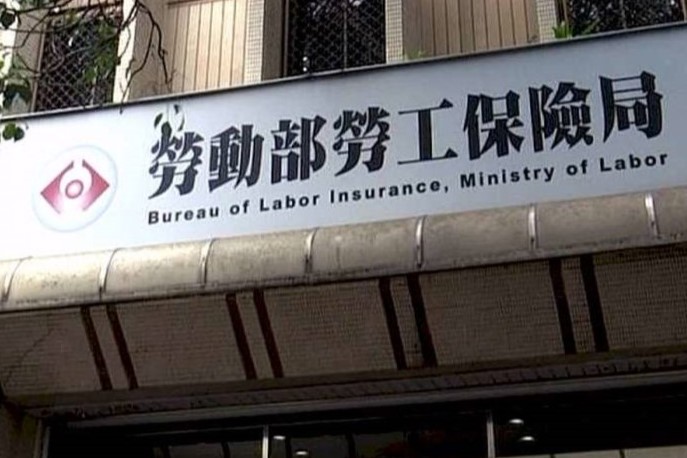 勞動部勞工保險局
Bureau of Labor Insurance, Ministry of Labor